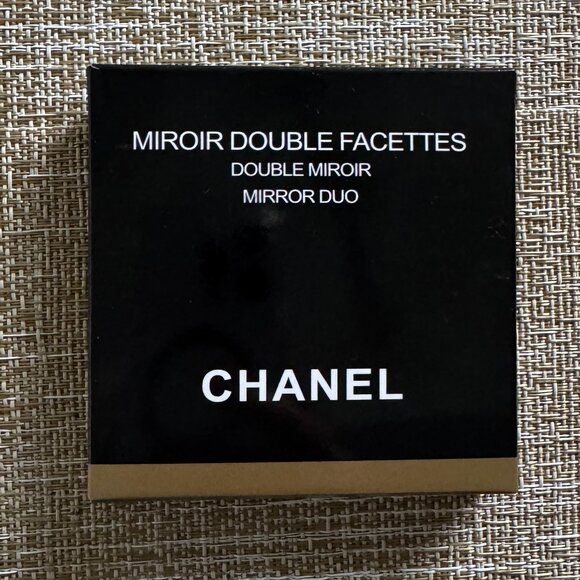 MIROIR DOUBLE FACETTES
DOUBLE MIROIR
MIRROR DUO
CHANEL